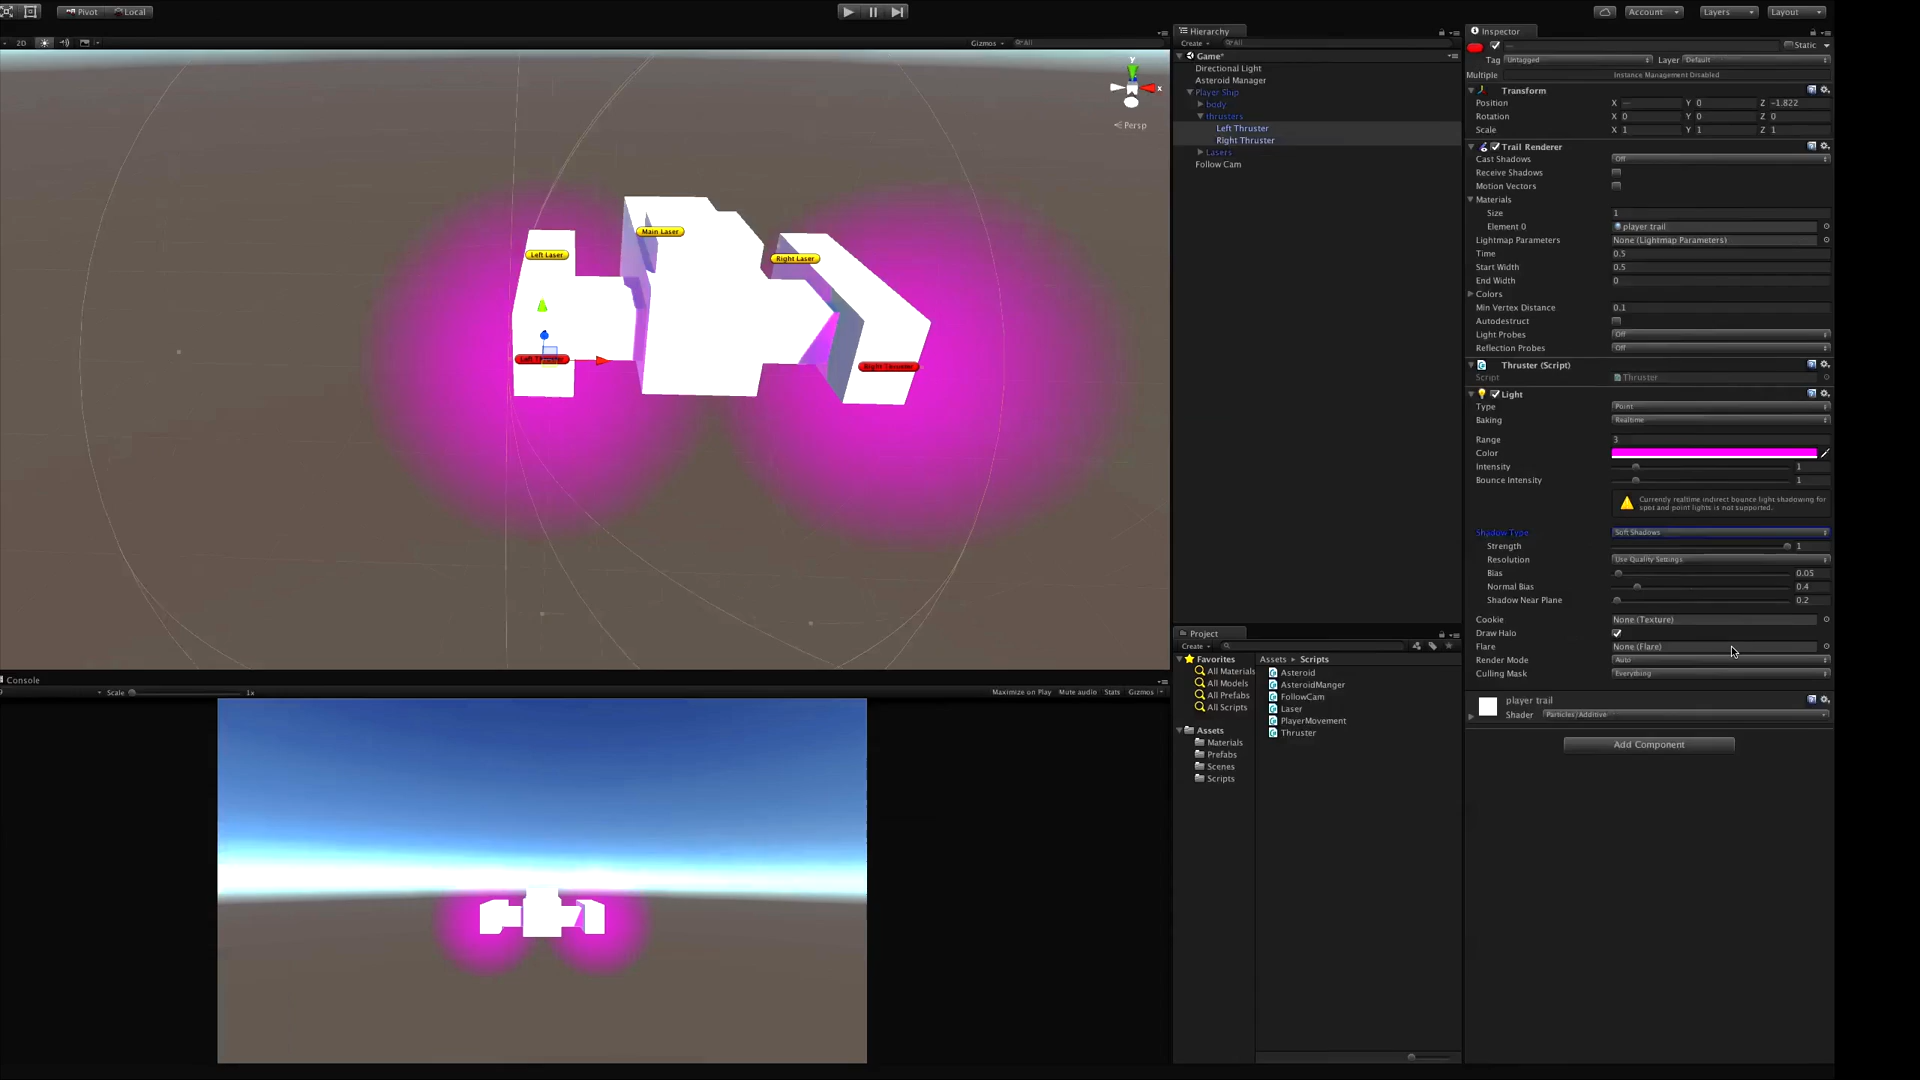 Pivot Local
Account Layers Layout
2D Gizmos All
Y
x
Persp
Main Laser
Left Laser
Right Laser
Left Thruster
Right Thruster
Console
Scale 1x Maximize on Play Mute audio Stats Gizmos
Hierarchy
Create All
Game*
Directional Light
Asteroid Manager
Player Ship
body
thrusters
Left Thruster
Right Thruster
Lasers
Follow Cam
Project
Create
Favorites
All Materials
All Models
All Prefabs
All Scripts
Assets
Materials
Prefabs
Scenes
Scripts
Assets Scripts
Asteroid
AsteroidManger
FollowCam
Laser
PlayerMovement
Thruster
Inspector
Static
Tag Untagged Layer Default
Multiple Instance Management Disabled
Transform
Position X — Y 0 Z -1.822
Rotation X 0 Y 0 Z 0
Scale X 1 Y 1 Z 1
Trail Renderer
Cast Shadows Off
Receive Shadows
Motion Vectors
Materials
Size 1
Element 0 player trail
Lightmap Parameters None (Lightmap Parameters)
Time 0.5
Start Width 0.5
End Width 0
Colors
Min Vertex Distance 0.1
Autodestruct
Light Probes Off
Reflection Probes Off
Thruster (Script)
Script Thruster
Light
Type Point
Baking Realtime
Range 3
Color
Intensity 1
Bounce Intensity 1
Currently realtime indirect bounce light shadowing for
spot and point lights is not supported.
Shadow Type Soft Shadows
Strength 1
Resolution Use Quality Settings
Bias 0.05
Normal Bias 0.4
Shadow Near Plane 0.2
Cookie None (Texture)
Draw Halo
Flare None (Flare)
Render Mode Auto
Culling Mask Everything
player trail
Shader Particles/Additive
Add Component